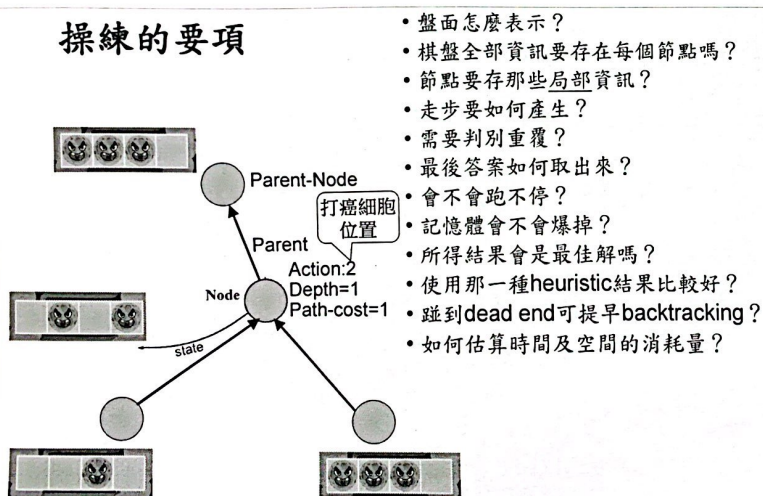 操練的要項
• 盤面怎麼表示？
• 棋盤全部資訊要存在每個節點嗎？
• 節點要存那些局部資訊？
• 走步要如何產生？
• 需要判別重覆？
• 最後答案如何取出來？
• 會不會跑不停？
• 記憶體會不會爆掉？
• 所得結果會是最佳解嗎？
• 使用那一種heuristic結果比較好？
• 踫到dead end可提早backtracking？
• 如何估算時間及空間的消耗量？
Parent-Node
打癌細胞
位置
Parent
Action:2
Node
Depth=1
Path-cost=1
state